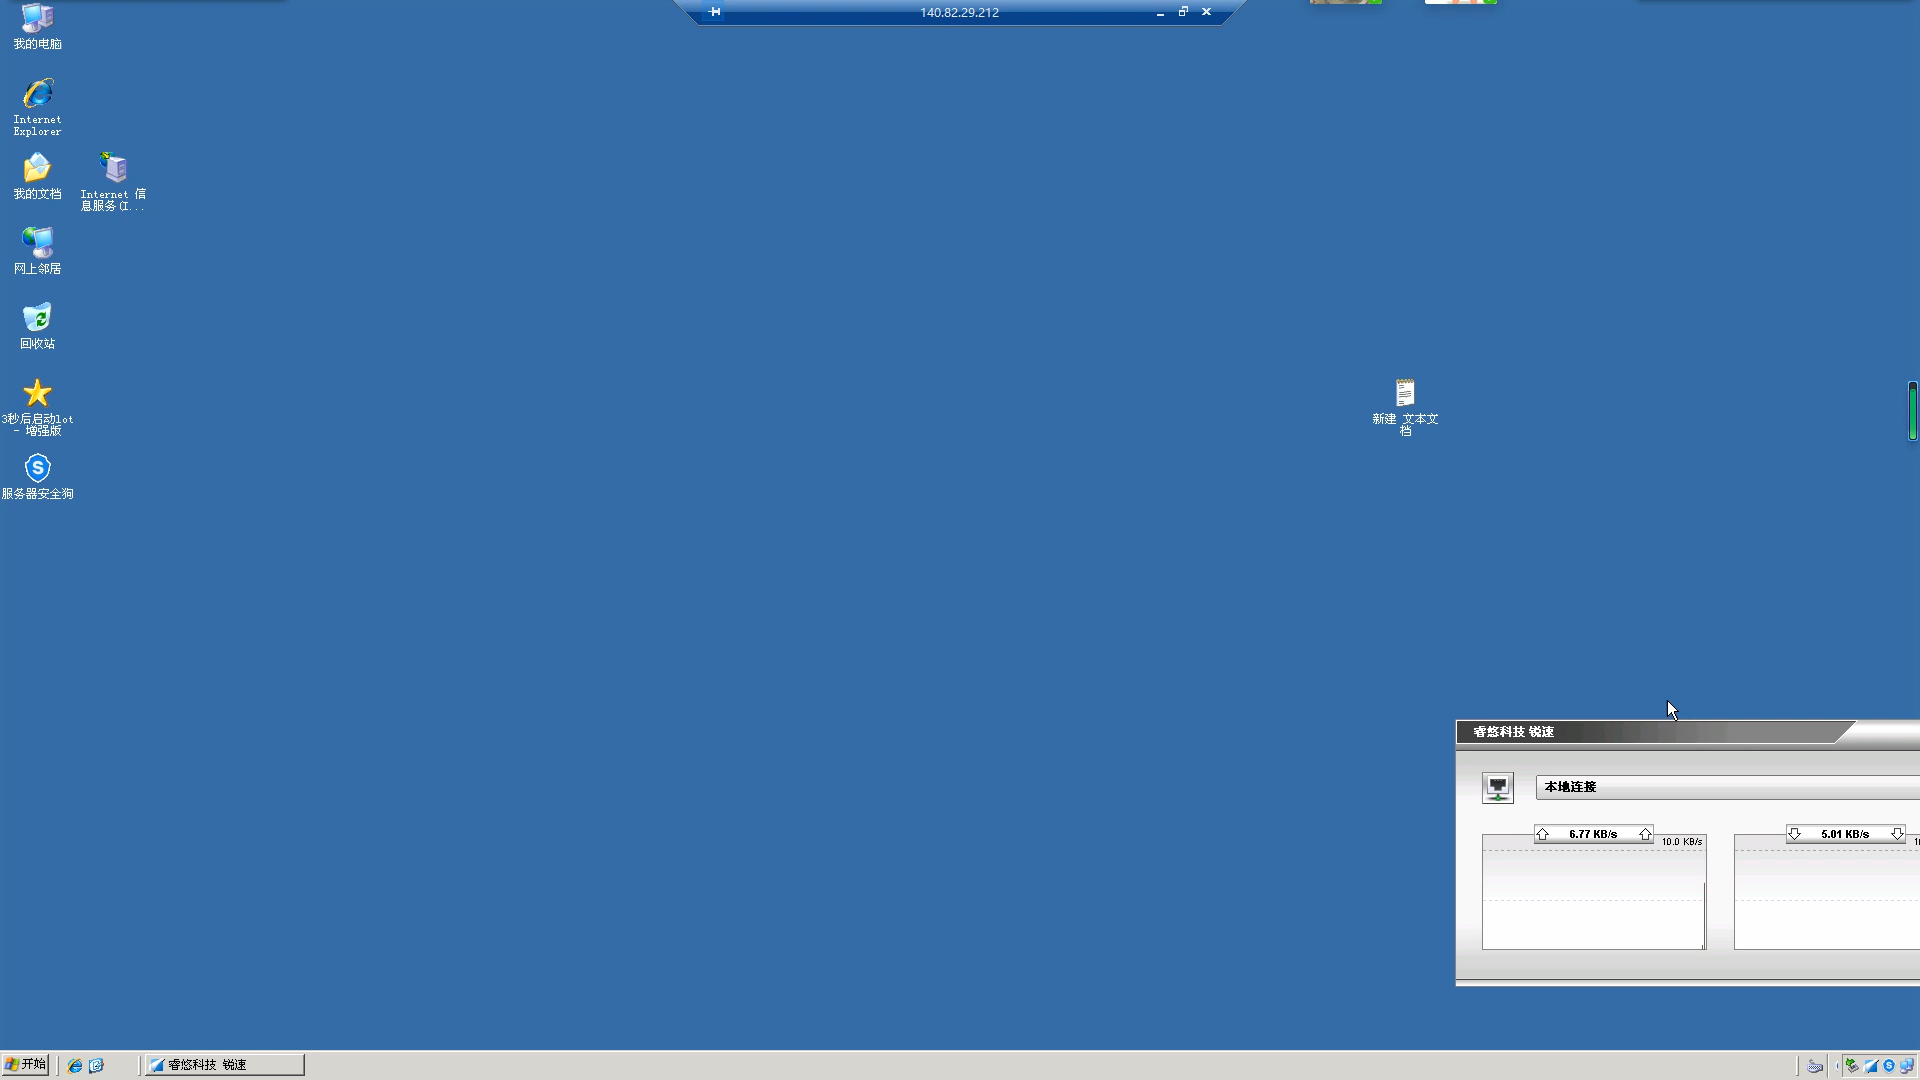 140.82.29.212
我的电脑
Internet
Explorer
我的文档
Internet 信
息服务(I...
网上邻居
回收站
3秒后启动lot
- 增强版
服务器安全狗
新建 文本文
档
睿悠科技 锐速
本地连接
6.77 KB/s
10.0 KB/s
5.01 KB/s
开始
睿悠科技 锐速